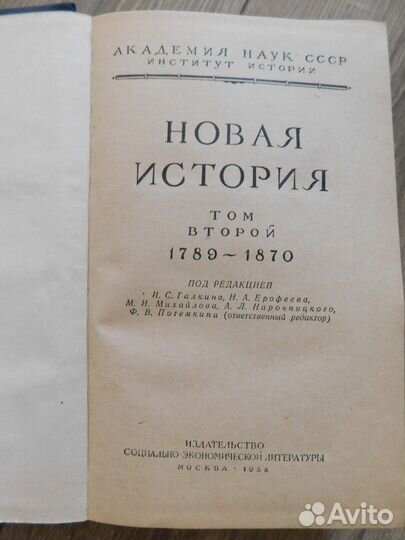 АКАДЕМИЯ НАУК СССР
ИНСТИТУТ ИСТОРИИ
НОВАЯ
ИСТОРИЯ
ТОМ
ВТОРОЙ
1789~1870
ПОД РЕДАКЦИЕЙ
И. С. Галкина, Н. А. Ерофеева,
М. И. Михайлова, А. Л. Нарочницкого,
Ф. В. Потемкина (ответственный редактор)
ИЗДАТЕЛЬСТВО
СОЦИАЛЬНО-ЭКОНОМИЧЕСКОЙ ЛИТЕРАТУРЫ
МОСКВА · 1958
Avito